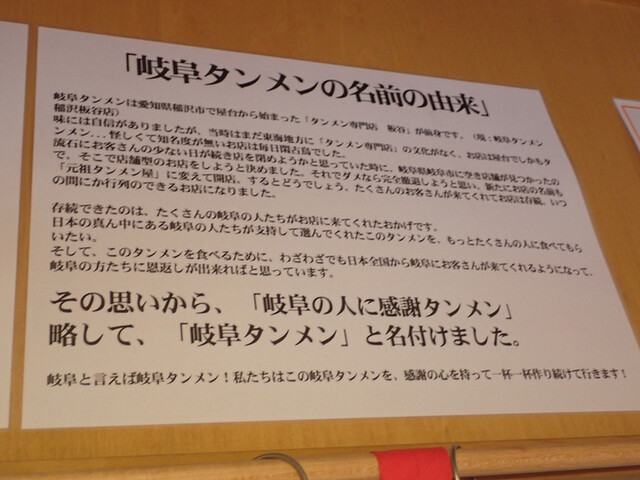 「岐阜タンメンの名前の由来」
岐阜タンメンは愛知県稲沢市で屋台から始まった「タンメン専門店　板谷」が前身です。(現：岐阜タンメン
稲沢板谷店)
味には自信がありましたが、当時はまだ東海地方に「タンメン専門店」の文化がなく、お店は屋台でしかもタ
ンメン...怪しくて知名度が無いお店は毎日閑古鳥でした。
流石にお客さんの少ない日が続き店を閉めようかと思っていた時に、岐阜県岐阜市に空き店舗が見つかったの
で、そこで店舗型のお店をしようと決めました。それでダメなら完全撤退しようと思い、新たにお店の名前も
「元祖タンメン屋」に変えて開店。するとどうでしょう、たくさんのお客さんが来てくれてお店は存続、いつ
の間にか行列のできるお店になりました。
存続できたのは、たくさんの岐阜の人たちがお店に来てくれたおかげです。
日本の真ん中にある岐阜の人たちが支持して選んでくれたこのタンメンを、もっとたくさんの人に食べてもら
いたい。
そして、このタンメンを食べるために、わざわざでも日本全国から岐阜にお客さんが来てくれるようになって、
岐阜の方たちに恩返しが出来ればと思っています。
その思いから、「岐阜の人に感謝タンメン」
略して、「岐阜タンメン」と名付けました。
岐阜と言えば岐阜タンメン！私たちはこの岐阜タンメンを、感謝の心を持って一杯一杯作り続けて行きます！